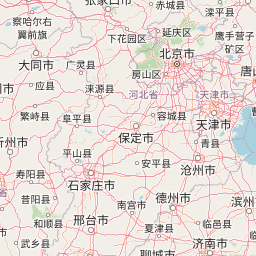 张家口市
赤城县
滦平县
察哈尔右
翼前旗
下花园区
延庆区
鹰手营子
矿区
北京市
大同市
广灵县
房山区
唐山
河北省
应县
涞源县
天津市
繁峙县
阜平县
容城县
天津市
保定市
忻州市
青县
平山县
安平县
沧州市
寿阳县
石家庄市
昔阳县
德州市
滨州
和顺县
南宫市
邢台市
临邑县
武乡县
夏津县
聊城市
济南市